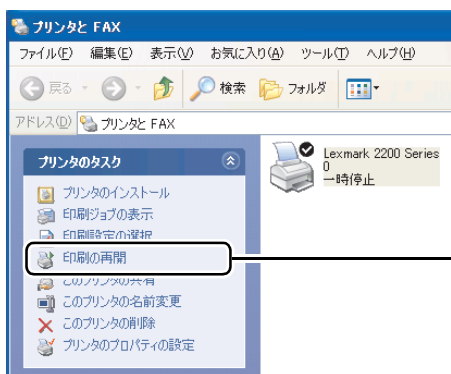 プリンタと FAX
ファイル(F) 編集(E) 表示(V) お気に入り(A) ツール(T) ヘルプ(H)
戻る 検索 フォルダ
アドレス(D) プリンタと FAX
プリンタのタスク
プリンタのインストール
印刷ジョブの表示
印刷設定の選択
印刷の再開
このプリンタの共有
このプリンタの名前変更
このプリンタの削除
プリンタのプロパティの設定
Lexmark 2200 Series
0
一時停止